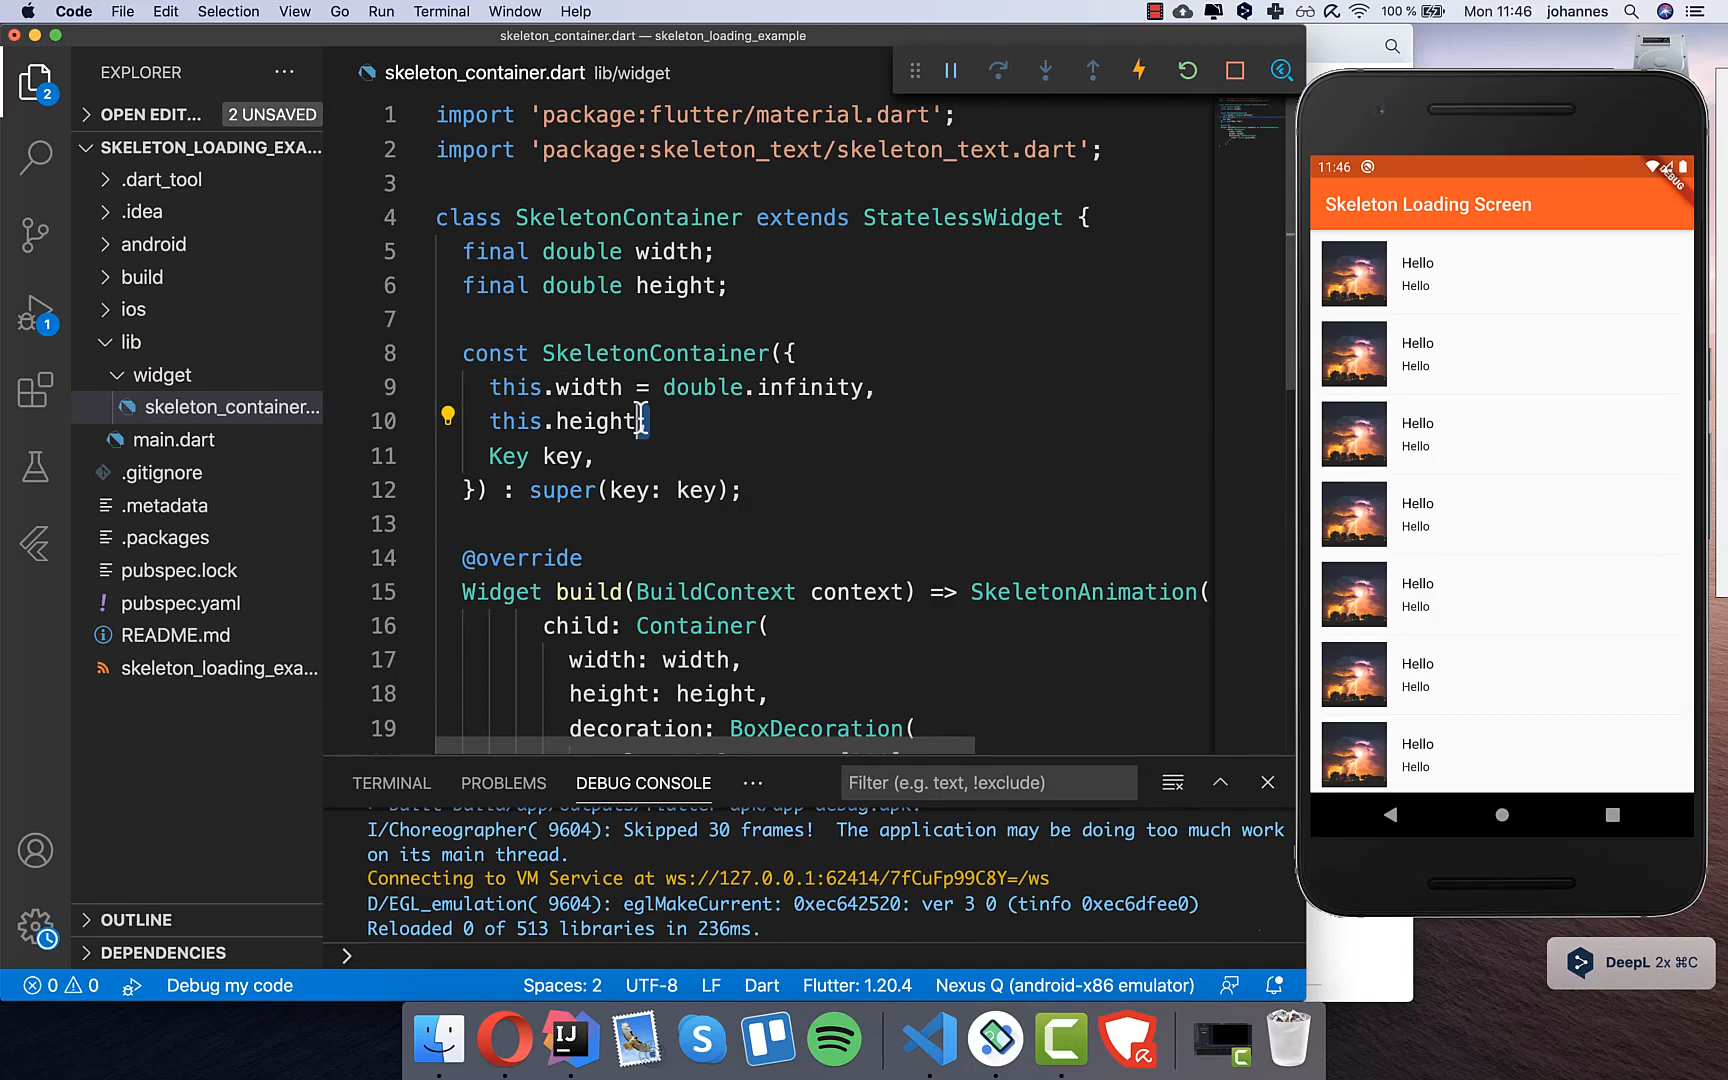 Code File Edit Selection View Go Run Terminal Window Help 100 % Mon 11:46 johannes
skeleton_container.dart — skeleton_loading_example
EXPLORER
OPEN EDIT... 2 UNSAVED
SKELETON_LOADING_EXA...
.dart_tool
.idea
android
build
ios
lib
widget
skeleton_container...
main.dart
.gitignore
.metadata
.packages
pubspec.lock
pubspec.yaml
README.md
skeleton_loading_exa...
OUTLINE
DEPENDENCIES
2
1
skeleton_container.dart lib/widget
1 import 'package:flutter/material.dart';
2 import 'package:skeleton_text/skeleton_text.dart';
3
4 class SkeletonContainer extends StatelessWidget {
5 final double width;
6 final double height;
7
8 const SkeletonContainer({
9 this.width = double.infinity,
10 this.height,
11 Key key,
12 }) : super(key: key);
13
14 @override
15 Widget build(BuildContext context) => SkeletonAnimation(
16 child: Container(
17 width: width,
18 height: height,
19 decoration: BoxDecoration(
TERMINAL PROBLEMS DEBUG CONSOLE ... Filter (e.g. text, !exclude)
I/Choreographer( 9604): Skipped 30 frames! The application may be doing too much work
on its main thread.
Connecting to VM Service at ws://127.0.0.1:62414/7fCuFp99C8Y=/ws
D/EGL_emulation( 9604): eglMakeCurrent: 0xec642520: ver 3 0 (tinfo 0xec6dfee0)
Reloaded 0 of 513 libraries in 236ms.
0 0 Debug my code Spaces: 2 UTF-8 LF Dart Flutter: 1.20.4 Nexus Q (android-x86 emulator)
11:46
DEBUG
Skeleton Loading Screen
Hello
Hello
Hello
Hello
Hello
Hello
Hello
Hello
Hello
Hello
Hello
Hello
Hello
Hello
DeepL 2x ⌘C
IJ